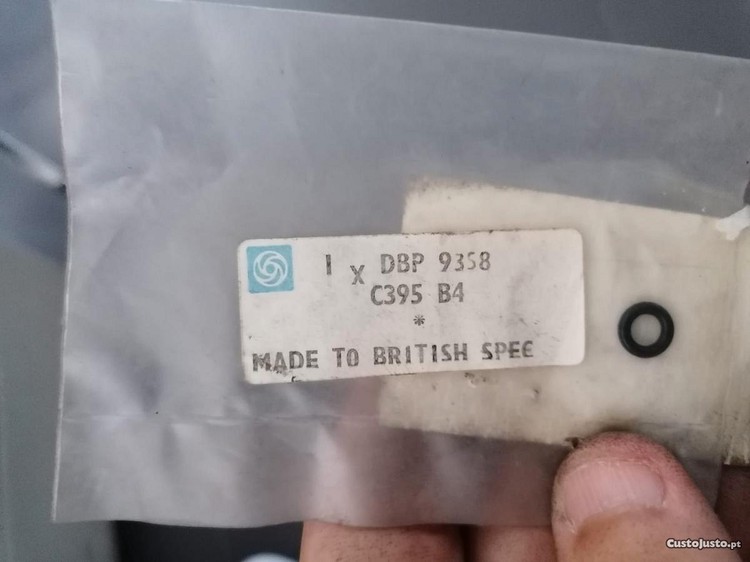 1 x DBP 9358
C395 B4
*
MADE TO BRITISH SPEC
CustoJusto.pt